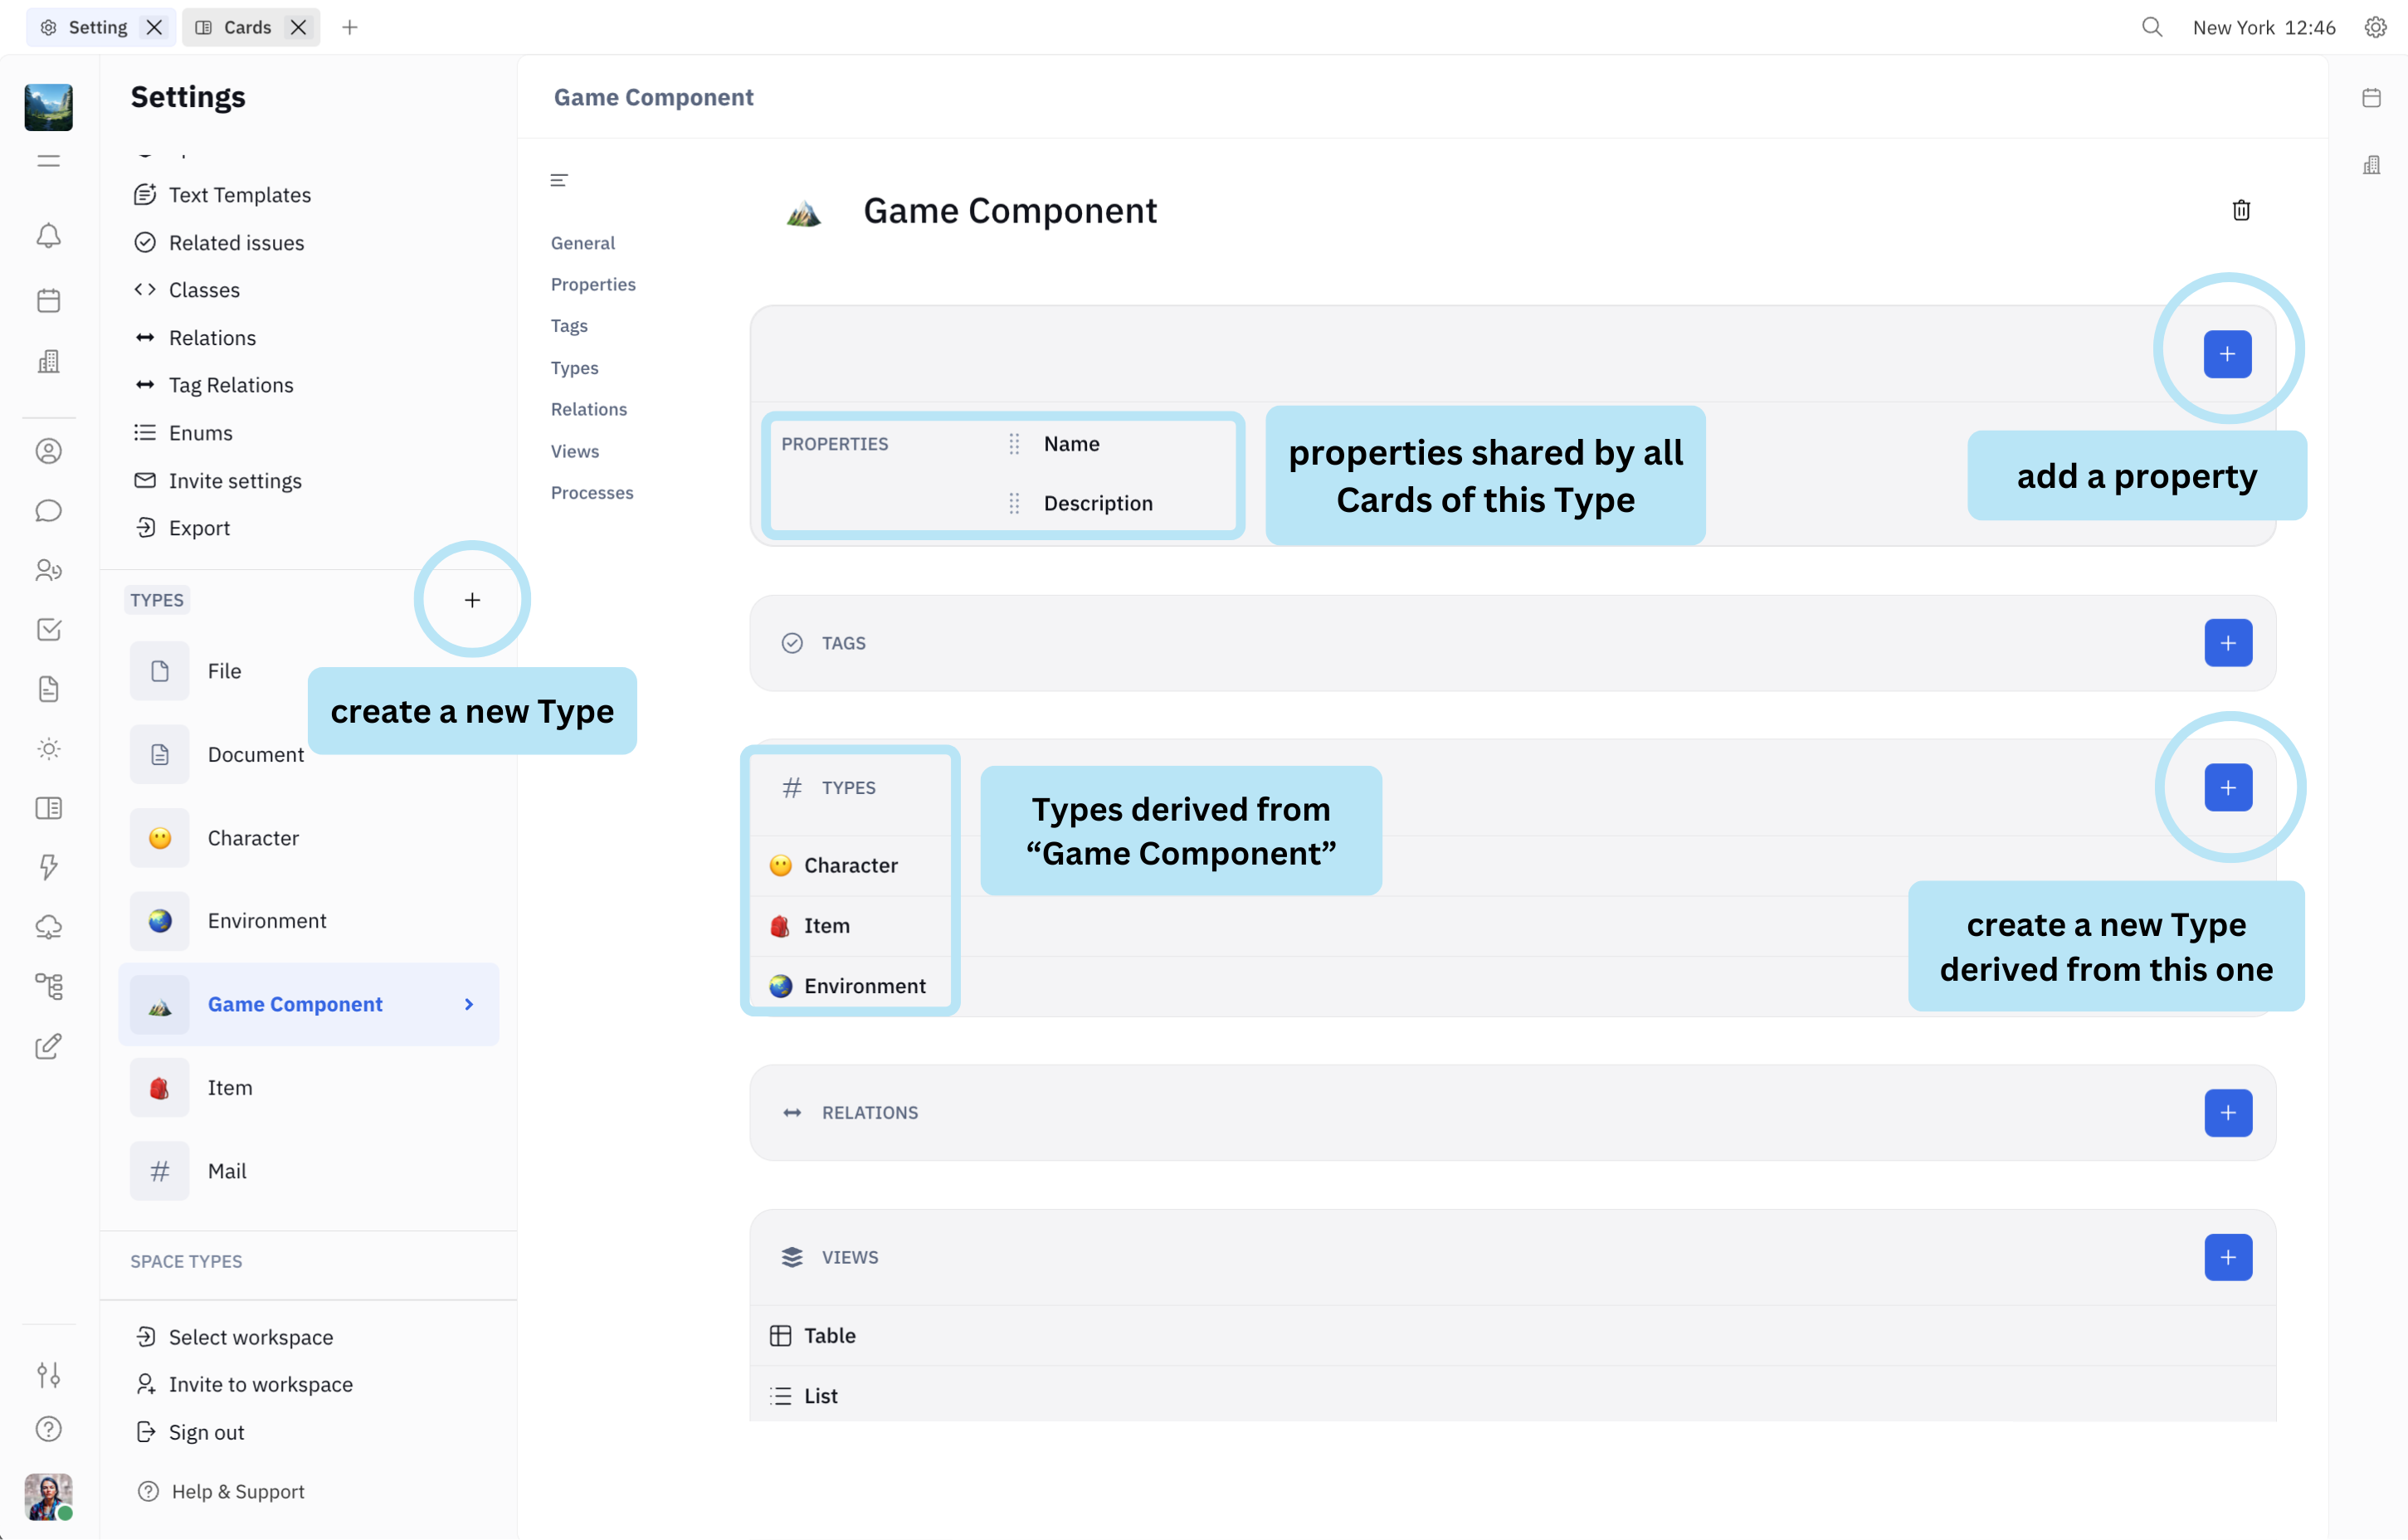 Setting
Cards
New York 12:46
Settings
Text Templates
Related issues
Classes
Relations
Tag Relations
Enums
Invite settings
Export
TYPES
File
Document
Character
Environment
Game Component
Item
Mail
SPACE TYPES
Select workspace
Invite to workspace
Sign out
Help & Support
create a new Type
Game Component
General
Properties
Tags
Types
Relations
Views
Processes
Game Component
PROPERTIES
Name
Description
properties shared by all
Cards of this Type
add a property
TAGS
TYPES
Character
Item
Environment
Types derived from
“Game Component”
create a new Type
derived from this one
RELATIONS
VIEWS
Table
List